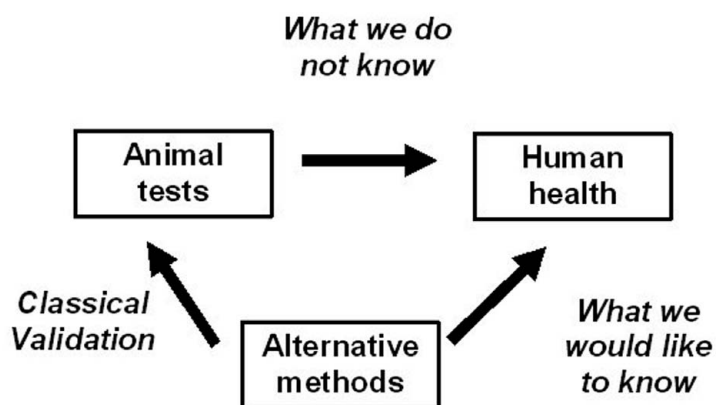 What we do
not know
Animal
tests
Human
health
Classical
Validation
Alternative
methods
What we
would like
to know